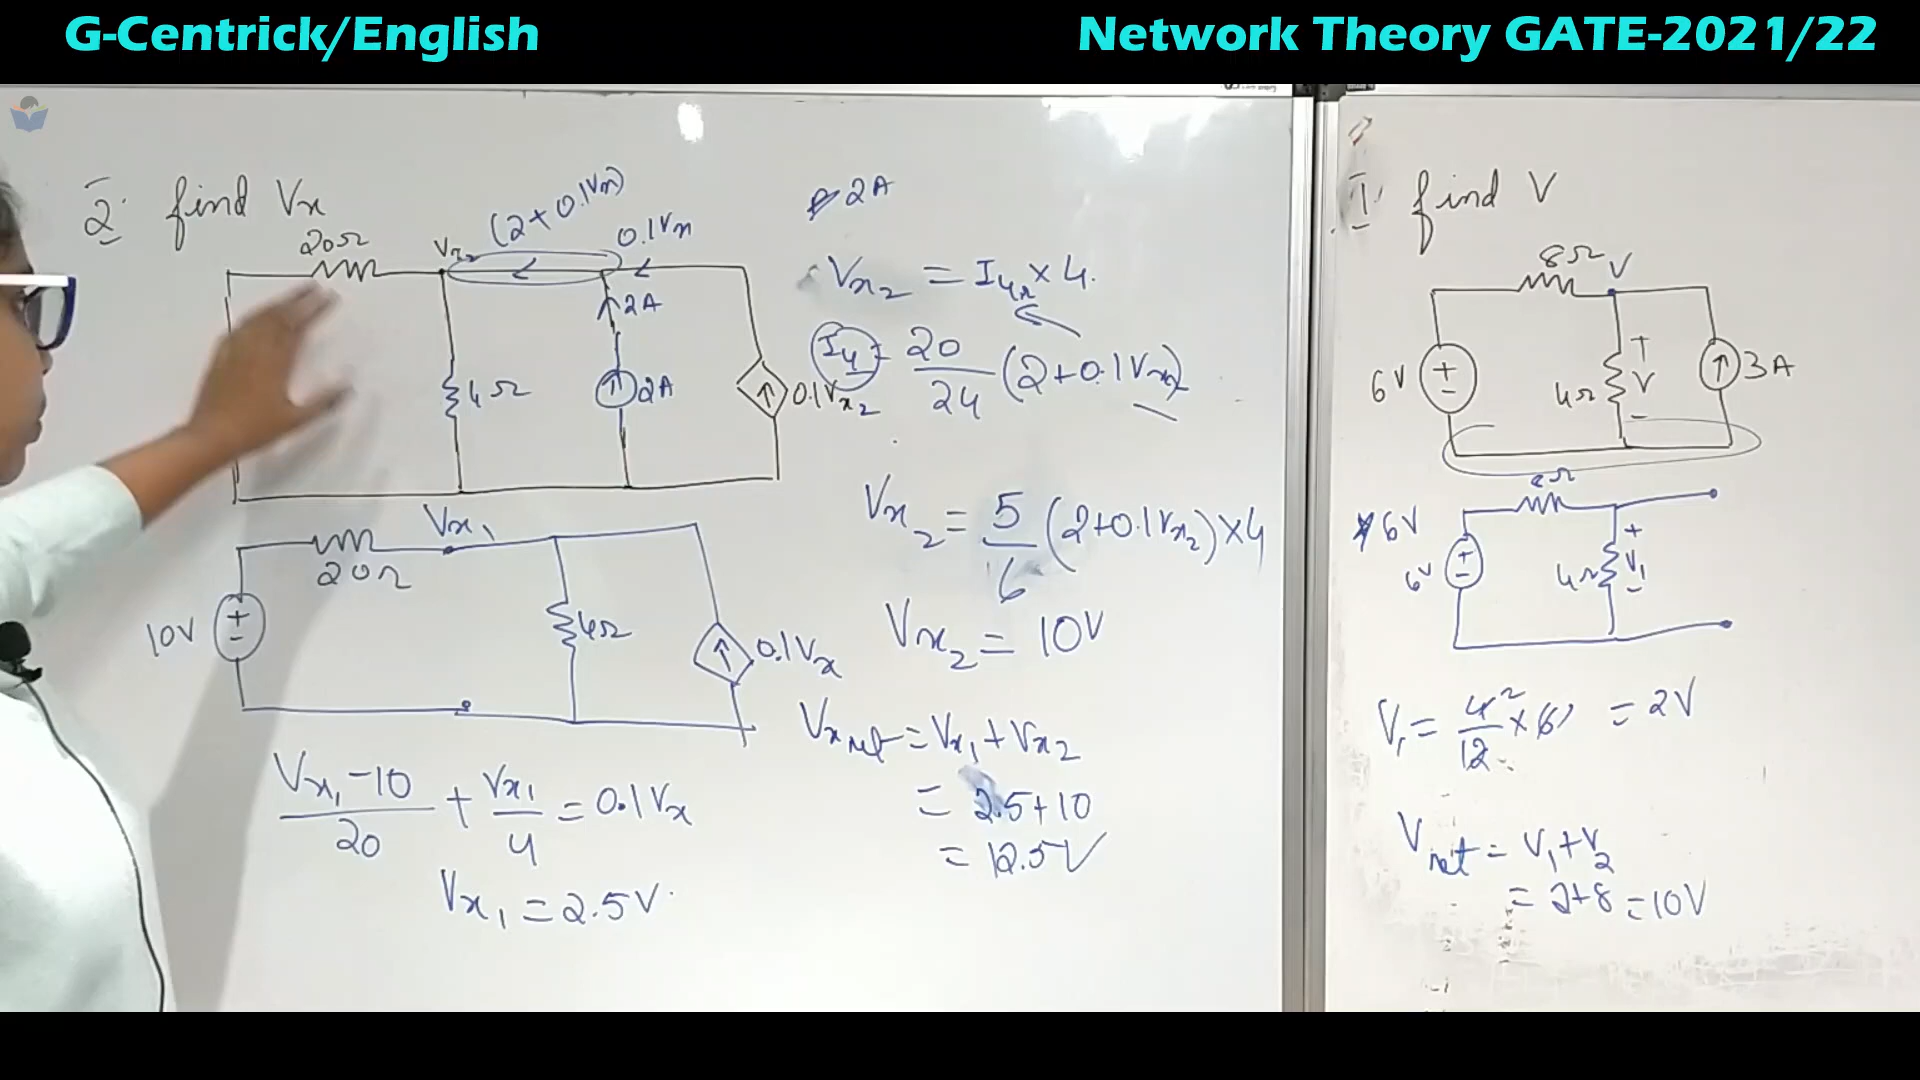 G-Centrick/English
Network Theory GATE-2021/22
2. find Vx
20Ω
Vx2
(2+0.1Vx)
0.1Vx
2A
4Ω
2A
0.1Vx2
Vx1
20Ω
10V
4Ω
0.1Vx
Vx1-10/20 + Vx1/4 = 0.1Vx
Vx1 = 2.5V
2A
Vx2 = I4Ω × 4.
I4 = 20/24 (2+0.1Vx2)
Vx2 = 5/6 (2+0.1Vx2)×4
Vx2 = 10V
Vx net = Vx1 + Vx2
= 2.5+10
= 12.5V
1. find V
8Ω
V
6V
+
-
4Ω
+
V
-
3A
8Ω
6V
6V
+
-
4Ω
+
V1
-
V1 = 4/12 × 6 = 2V
Vnet = V1+V2
= 2+8 = 10V